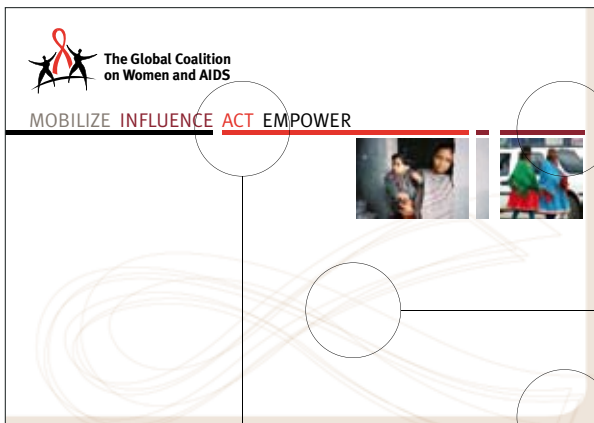 The Global Coalition
on Women and AIDS
MOBILIZE INFLUENCE ACT EMPOWER